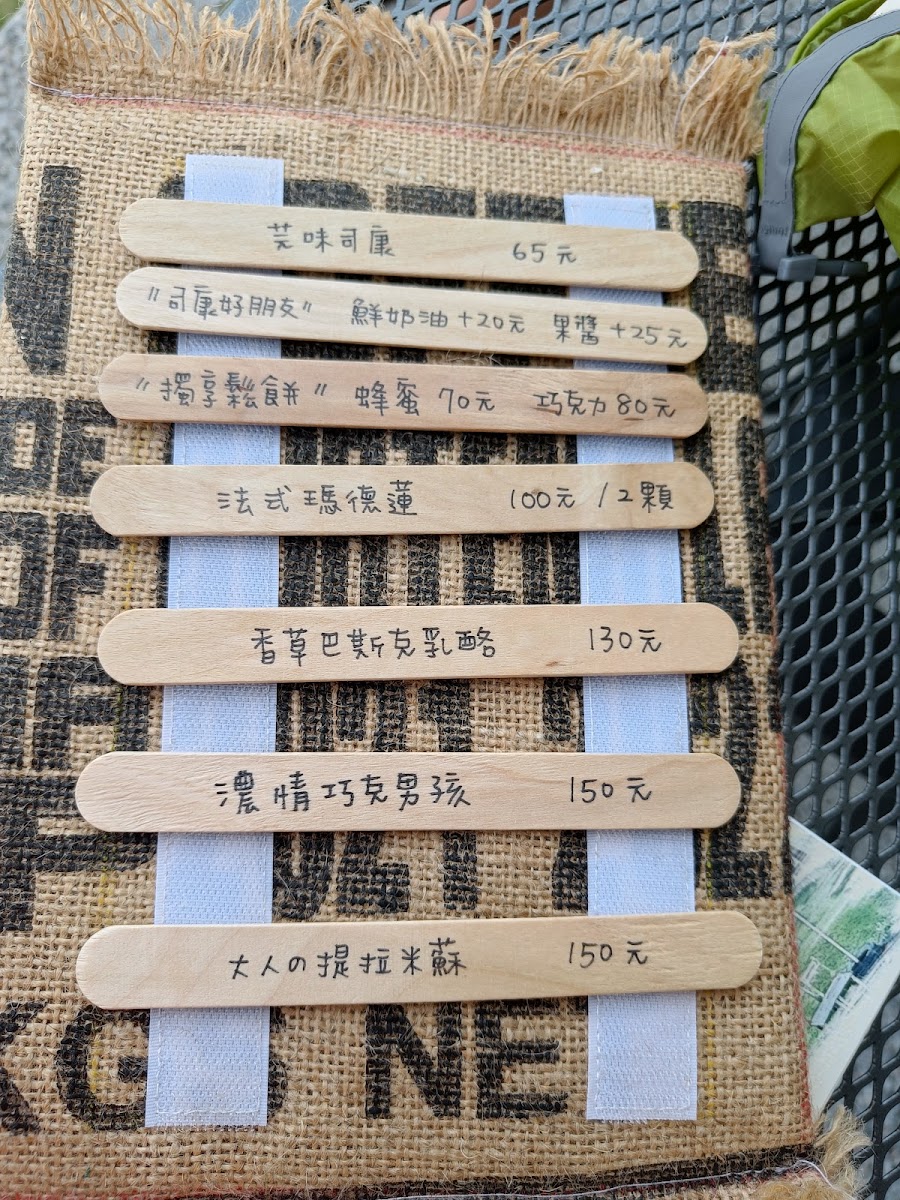 芫味司康 65元
"司康好朋友" 鮮奶油+20元 果醬+25元
"獨享鬆餅" 蜂蜜 70元 巧克力 80元
法式瑪德蓮 100元 / 2顆
香草巴斯克乳酪 130元
濃情巧克男孩 150元
大人の提拉米蘇 150元
NE